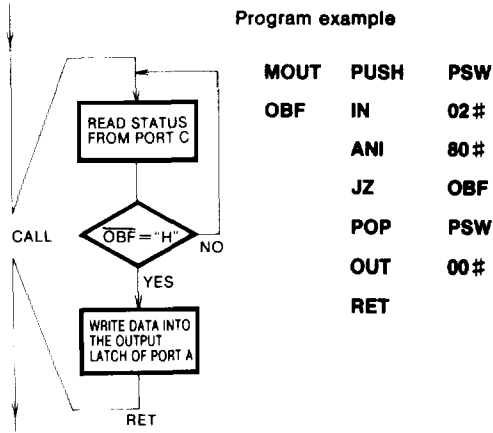 Program example
MOUT PUSH PSW
OBF IN 02#
ANI 80#
JZ OBF
POP PSW
OUT 00#
RET
READ STATUS
FROM PORT C
CALL
O̅B̅F̅="H"
NO
YES
WRITE DATA INTO
THE OUTPUT
LATCH OF PORT A
RET